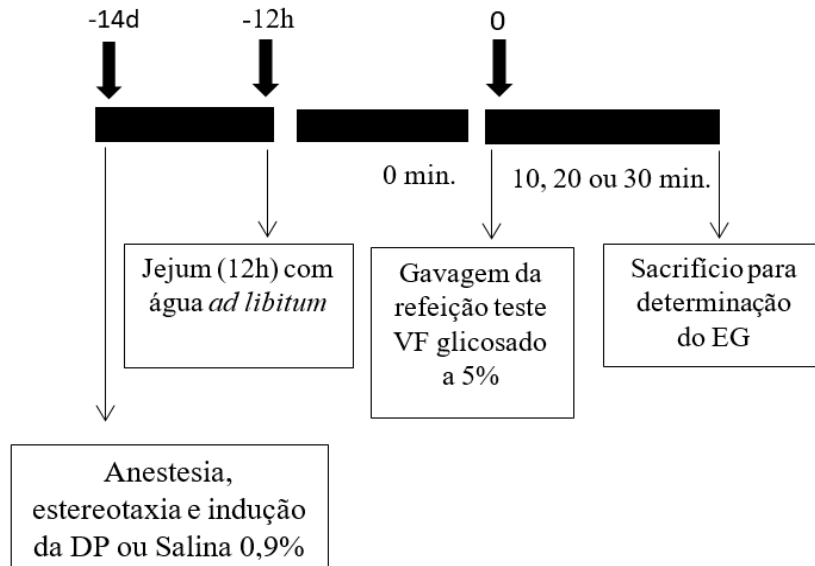 -14d
-12h
0
0 min.
10, 20 ou 30 min.
Jejum (12h) com
água ad libitum
Gavagem da
refeição teste
VF glicosado
a 5%
Sacrifício para
determinação
do EG
Anestesia,
estereotaxia e indução
da DP ou Salina 0,9%